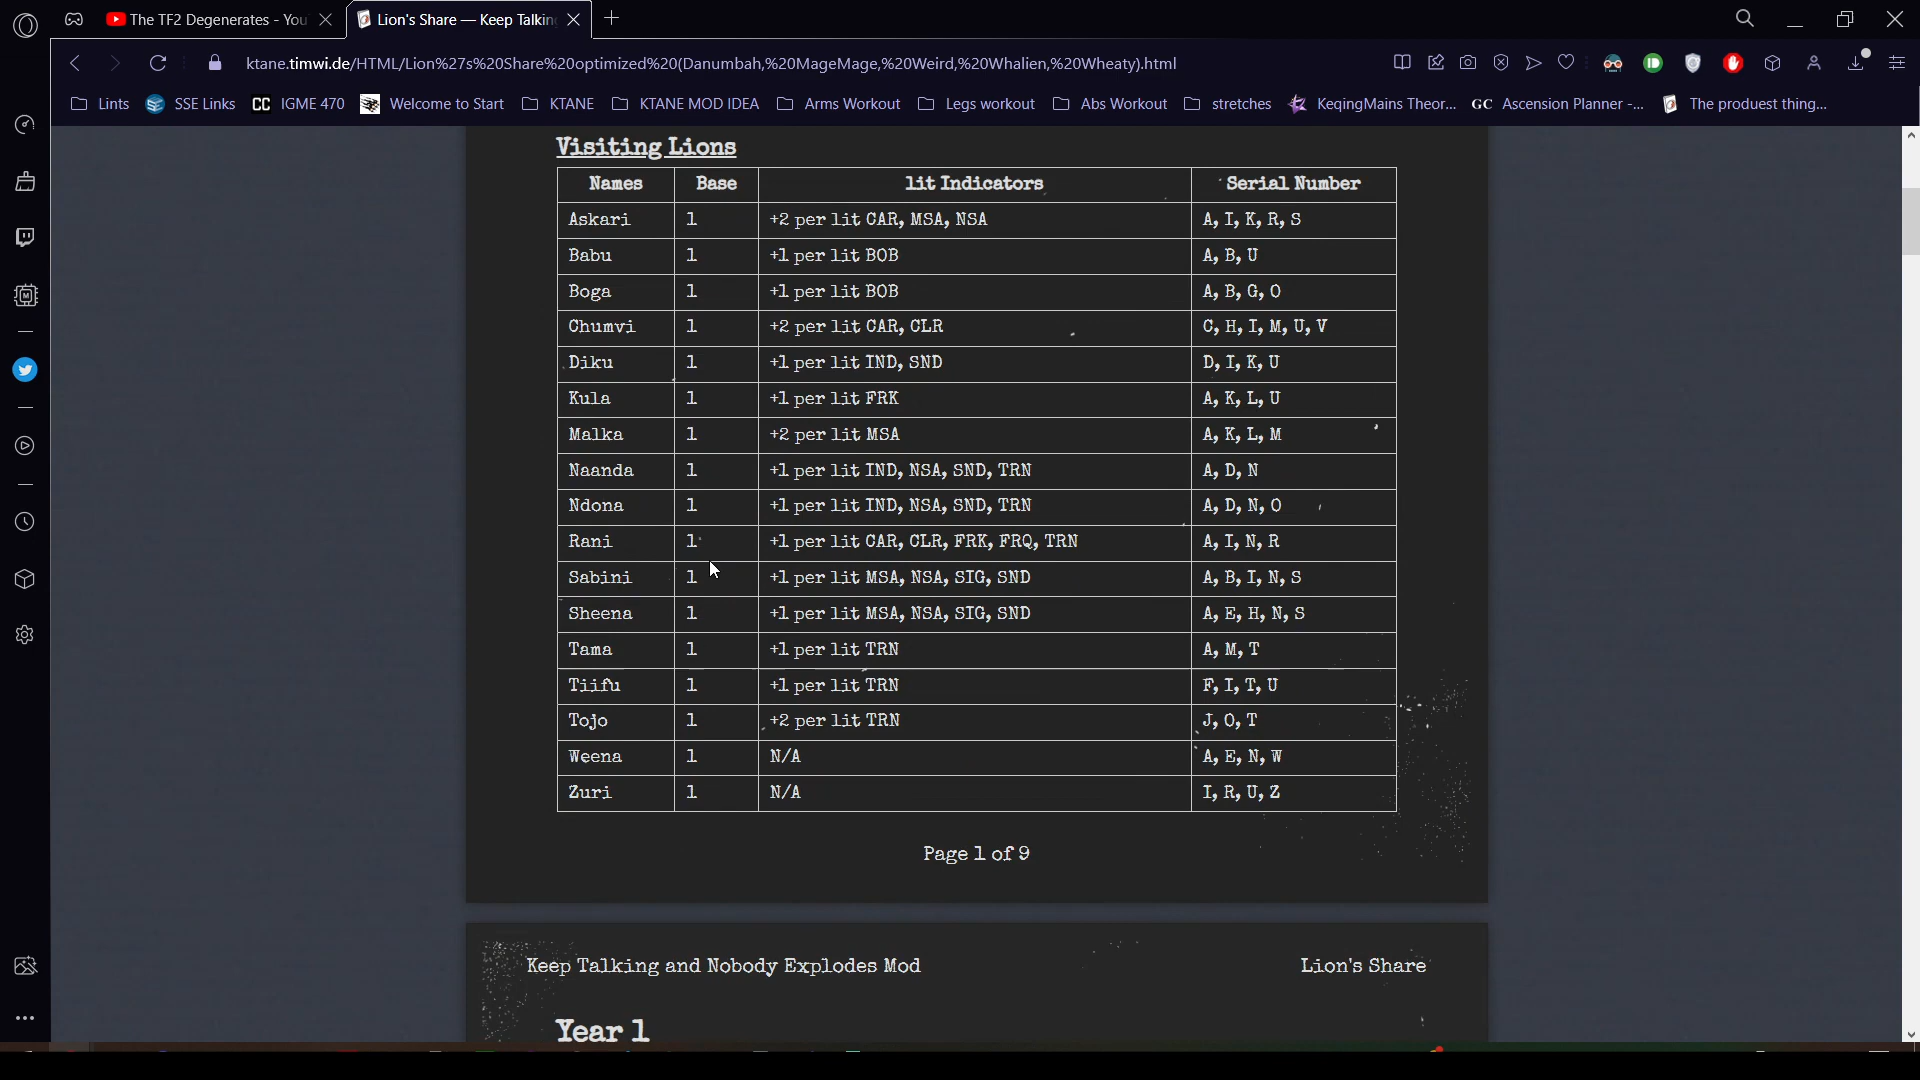 The TF2 Degenerates - You
Lion's Share — Keep Talkin
ktane.timwi.de/HTML/Lion%27s%20Share%20optimized%20(Danumbah,%20MageMage,%20Weird,%20Whalien,%20Wheaty).html
Lints SSE Links CC IGME 470 Welcome to Start KTANE KTANE MOD IDEA Arms Workout Legs workout Abs Workout stretches KeqingMains Theor... GC Ascension Planner -... The produest thing...
Visiting Lions
Names Base lit Indicators Serial Number
Askari 1 +2 per lit CAR, MSA, NSA A, I, K, R, S
Babu 1 +1 per lit BOB A, B, U
Boga 1 +1 per lit BOB A, B, G, O
Chumvi 1 +2 per lit CAR, CLR C, H, I, M, U, V
Diku 1 +1 per lit IND, SND D, I, K, U
Kula 1 +1 per lit FRK A, K, L, U
Malka 1 +2 per lit MSA A, K, L, M
Naanda 1 +1 per lit IND, NSA, SND, TRN A, D, N
Ndona 1 +1 per lit IND, NSA, SND, TRN A, D, N, O
Rani 1 +1 per lit CAR, CLR, FRK, FRQ, TRN A, I, N, R
Sabini 1 +1 per lit MSA, NSA, SIG, SND A, B, I, N, S
Sheena 1 +1 per lit MSA, NSA, SIG, SND A, E, H, N, S
Tama 1 +1 per lit TRN A, M, T
Tiifu 1 +1 per lit TRN F, I, T, U
Tojo 1 +2 per lit TRN J, O, T
Weena 1 N/A A, E, N, W
Zuri 1 N/A I, R, U, Z
Page 1 of 9
Keep Talking and Nobody Explodes Mod Lion's Share
Year 1